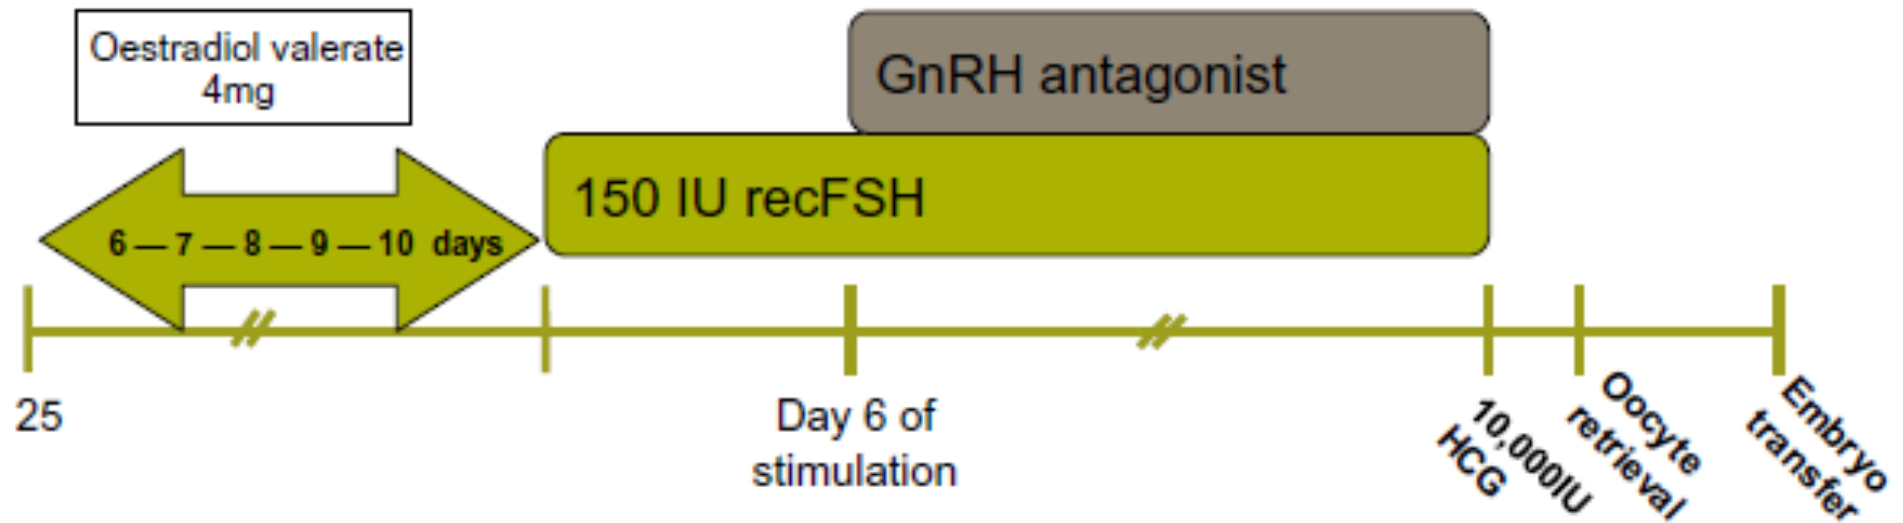 Oestradiol valerate
4mg
GnRH antagonist
150 IU recFSH
6 — 7 — 8 — 9 — 10 days
25
Day 6 of
stimulation
10,000IU
HCG
Oocyte
retrieval
Embryo
transfer